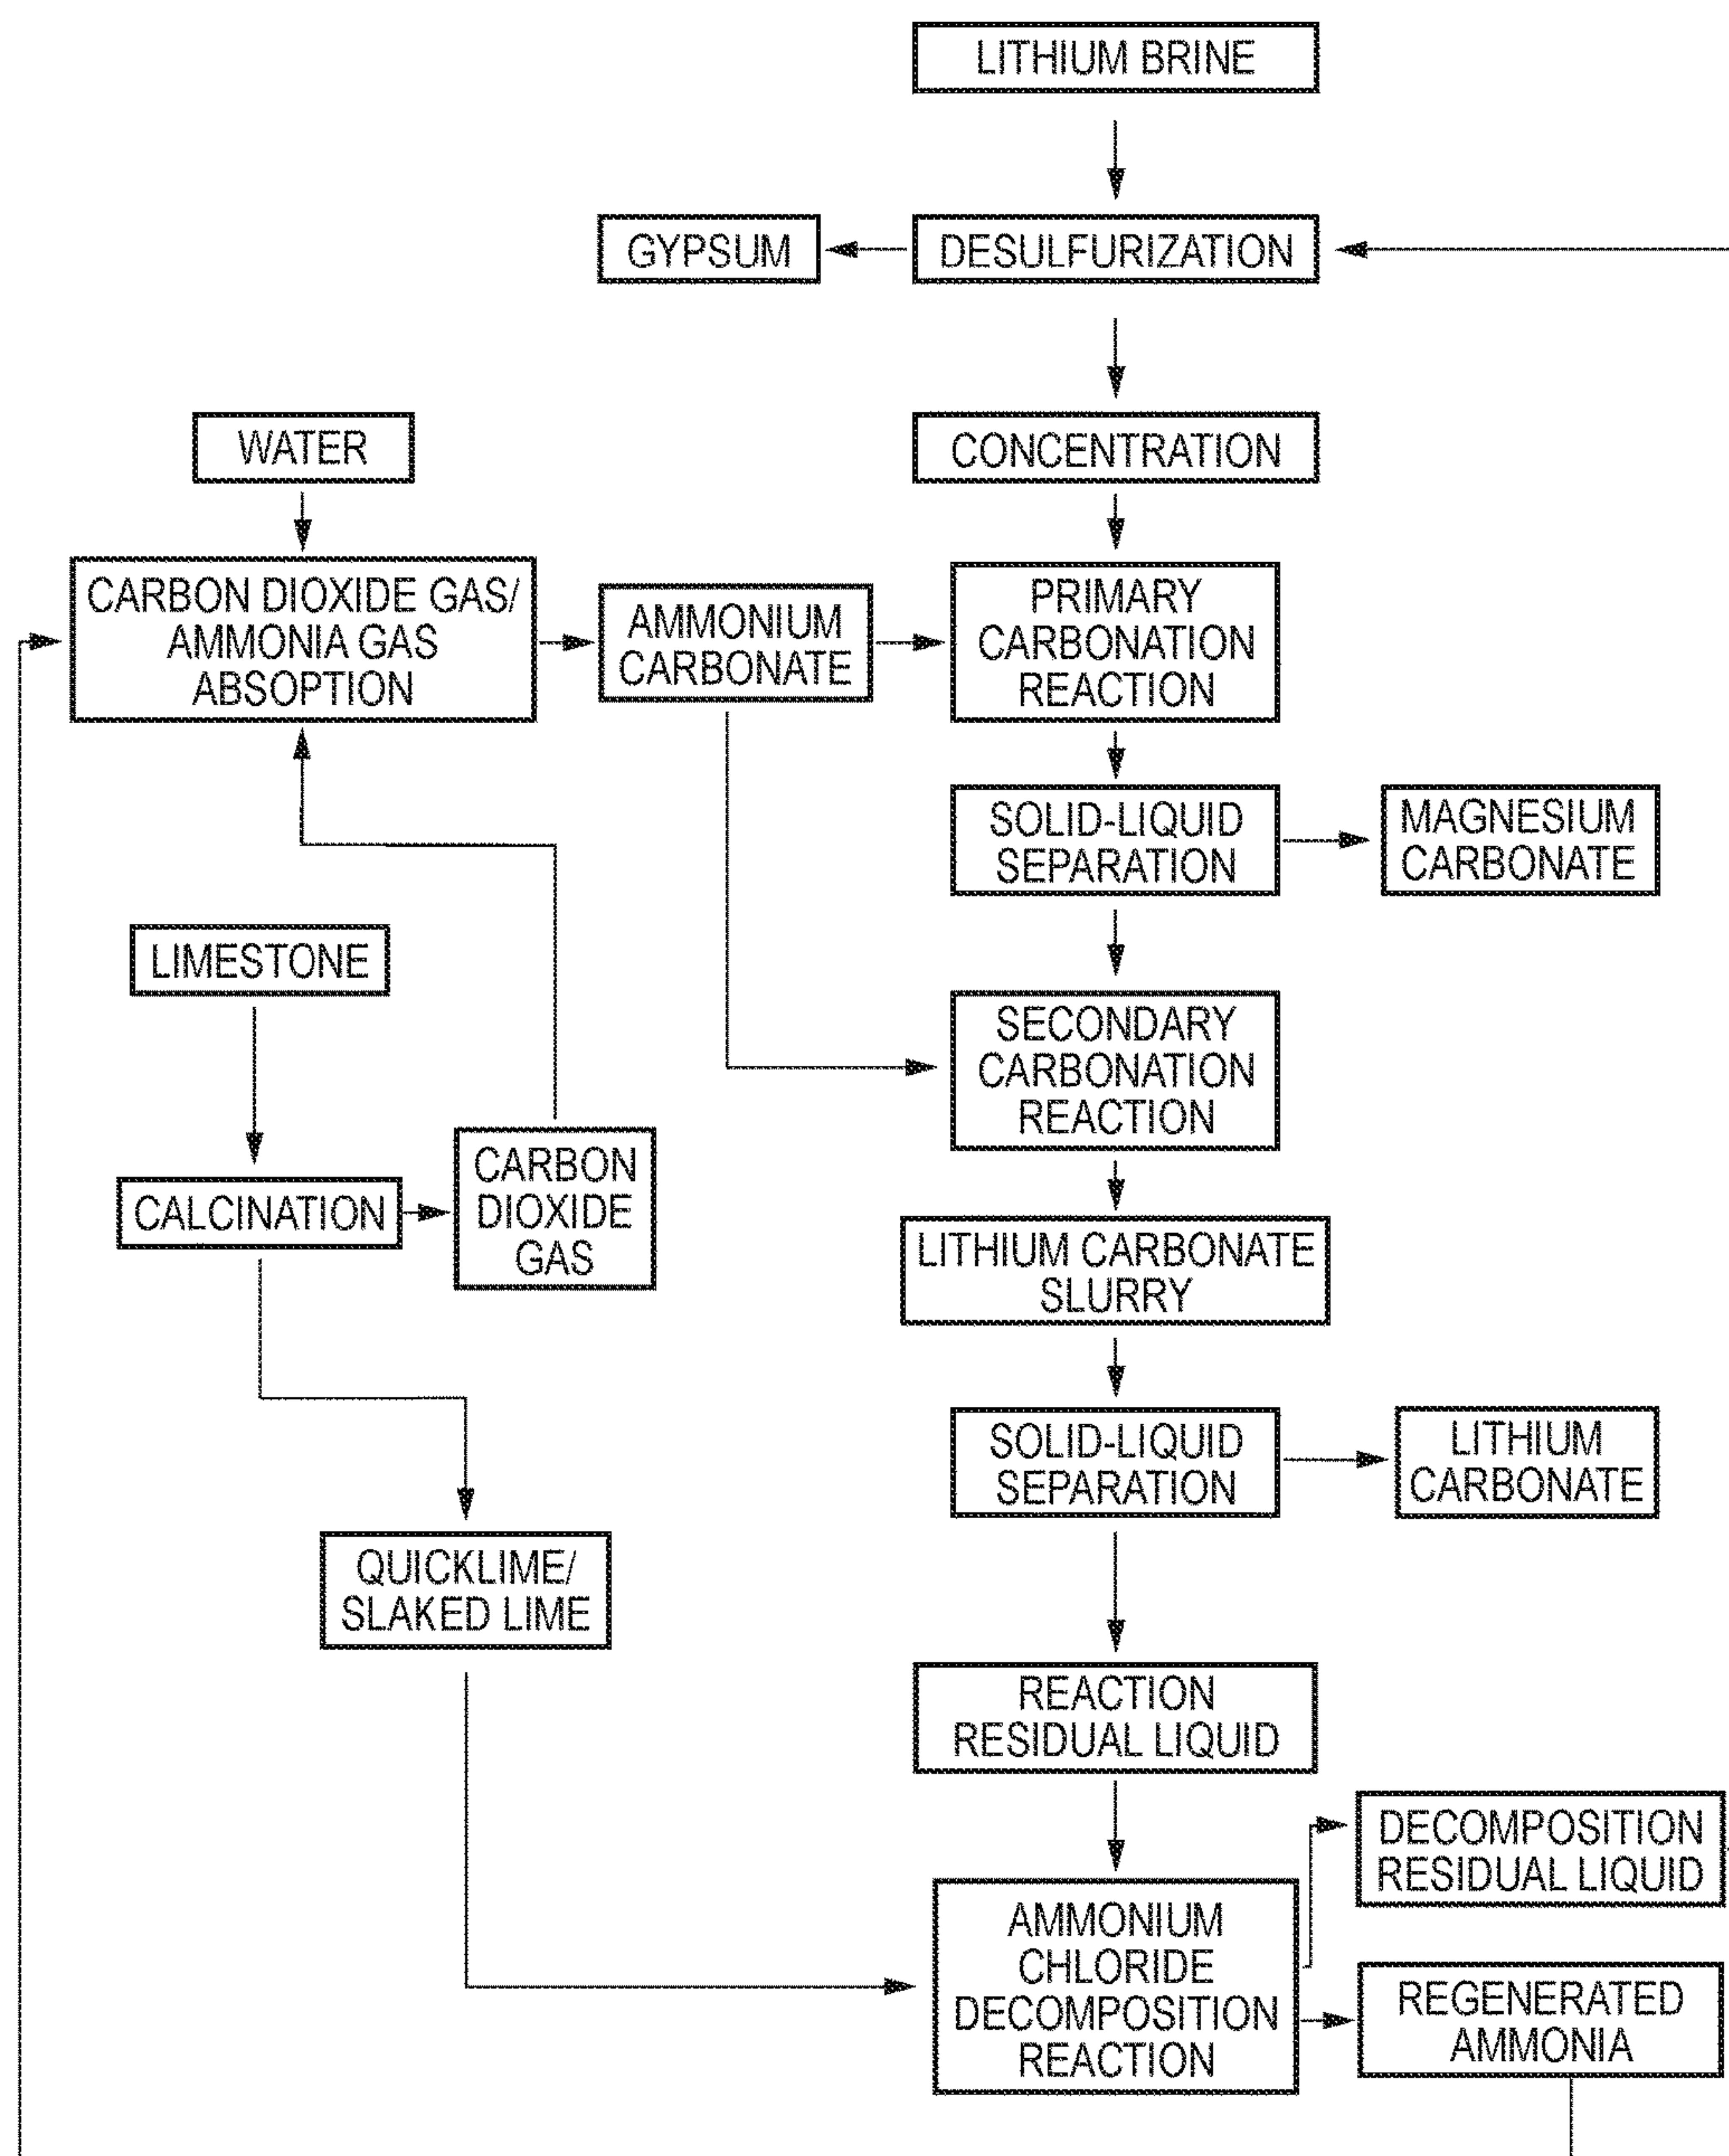 LITHIUM BRINE
GYPSUM
DESULFURIZATION
WATER
CONCENTRATION
CARBON DIOXIDE GAS/
AMMONIA GAS
ABSOPTION
AMMONIUM
CARBONATE
PRIMARY
CARBONATION
REACTION
SOLID-LIQUID
SEPARATION
MAGNESIUM
CARBONATE
LIMESTONE
SECONDARY
CARBONATION
REACTION
CALCINATION
CARBON
DIOXIDE
GAS
LITHIUM CARBONATE
SLURRY
SOLID-LIQUID
SEPARATION
LITHIUM
CARBONATE
QUICKLIME/
SLAKED LIME
REACTION
RESIDUAL LIQUID
DECOMPOSITION
RESIDUAL LIQUID
AMMONIUM
CHLORIDE
DECOMPOSITION
REACTION
REGENERATED
AMMONIA